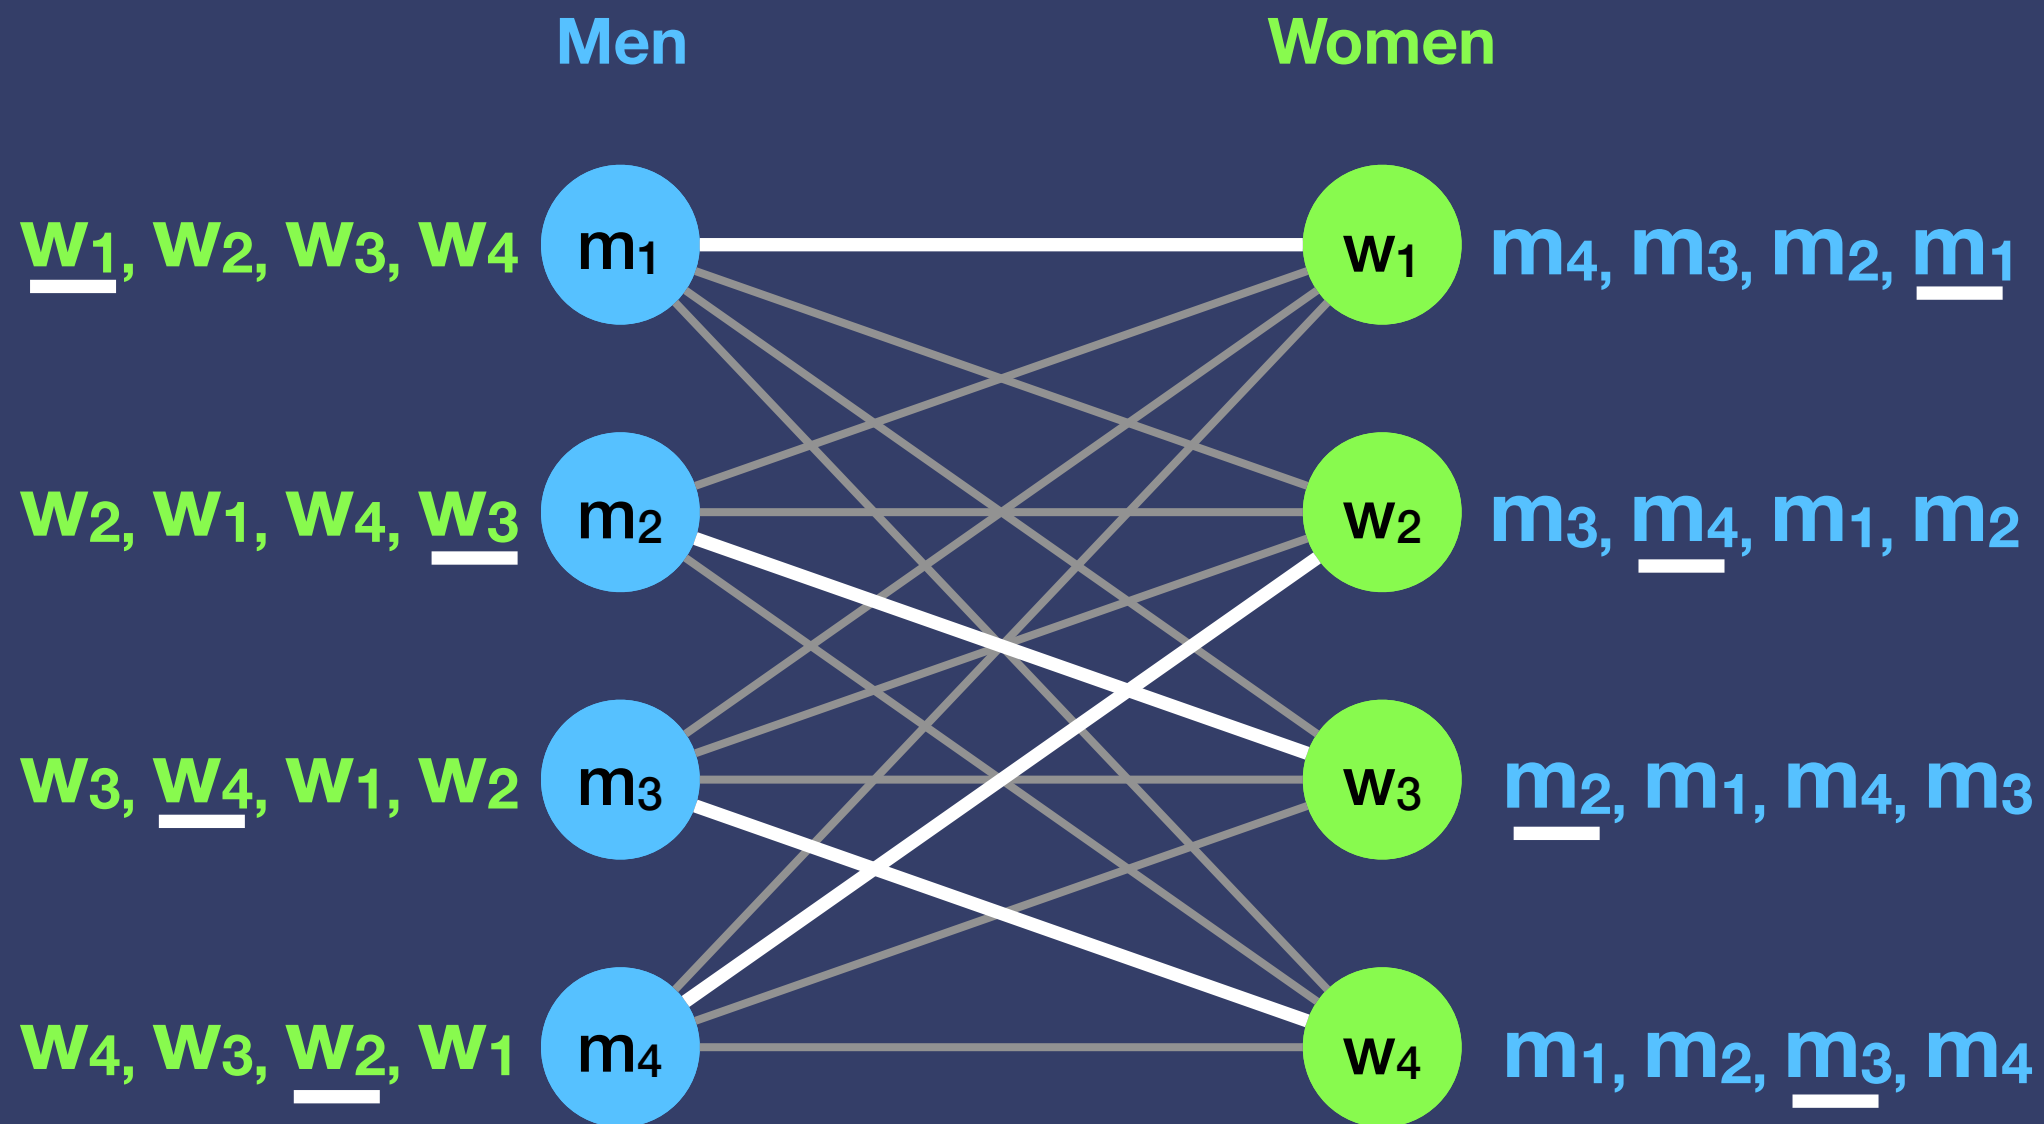 Men Women
w₁, w₂, w₃, w₄ m₁ w₁ m₄, m₃, m₂, m₁
w₂, w₁, w₄, w₃ m₂ w₂ m₃, m₄, m₁, m₂
w₃, w₄, w₁, w₂ m₃ w₃ m₂, m₁, m₄, m₃
w₄, w₃, w₂, w₁ m₄ w₄ m₁, m₂, m₃, m₄